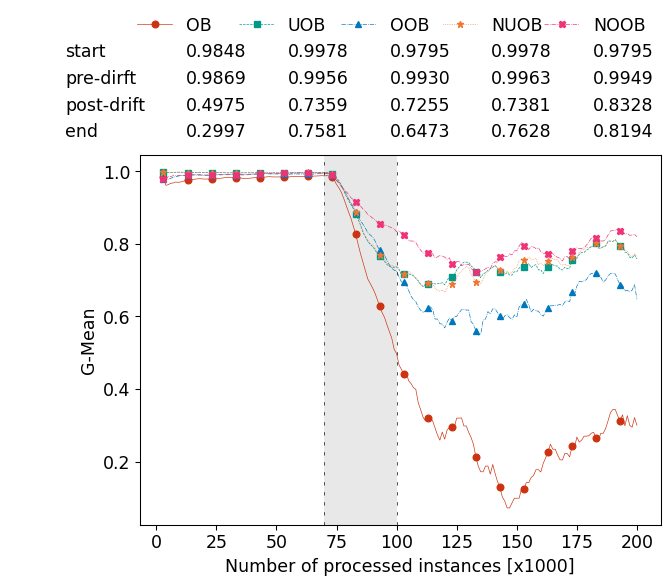 OB UOB OOB NUOB NOOB
start 0.9848 0.9978 0.9795 0.9978 0.9795
pre-dirft 0.9869 0.9956 0.9930 0.9963 0.9949
post-drift 0.4975 0.7359 0.7255 0.7381 0.8328
end 0.2997 0.7581 0.6473 0.7628 0.8194
1.0
0.8
0.6
0.4
0.2
G-Mean
0 25 50 75 100 125 150 175 200
Number of processed instances [x1000]